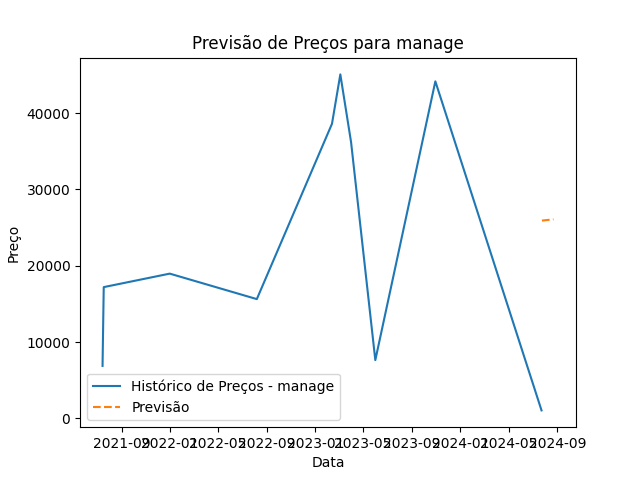 Previsão de Preços para manage
Preço
40000
30000
20000
10000
0
Histórico de Preços - manage
Previsão
2021-09 2022-01 2022-05 2022-09 2023-01 2023-05 2023-09 2024-01 2024-05 2024-09
Data